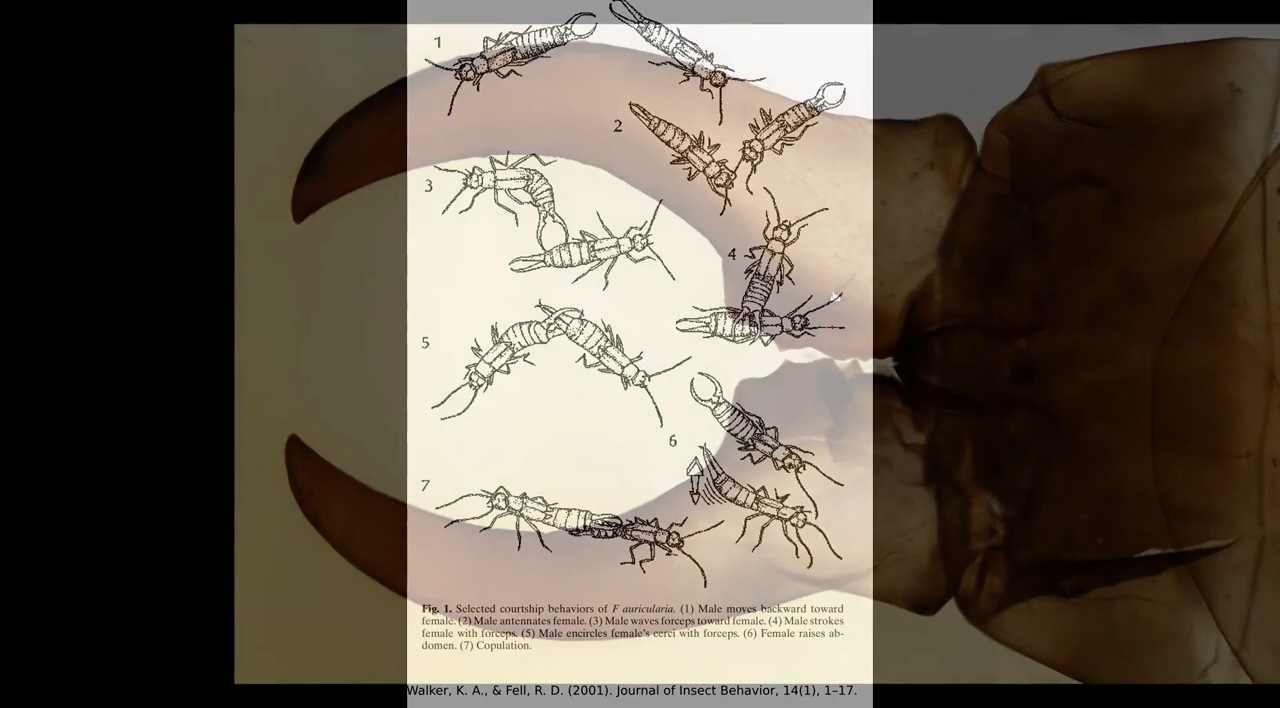 1
2
3
4
5
6
7
Fig. 1. Selected courtship behaviors of F auricularia. (1) Male moves backward toward
female. (2) Male antennates female. (3) Male waves forceps toward female. (4) Male strokes
female with forceps. (5) Male encircles female's cerci with forceps. (6) Female raises ab-
domen. (7) Copulation.
Walker, K. A., & Fell, R. D. (2001). Journal of Insect Behavior, 14(1), 1–17.